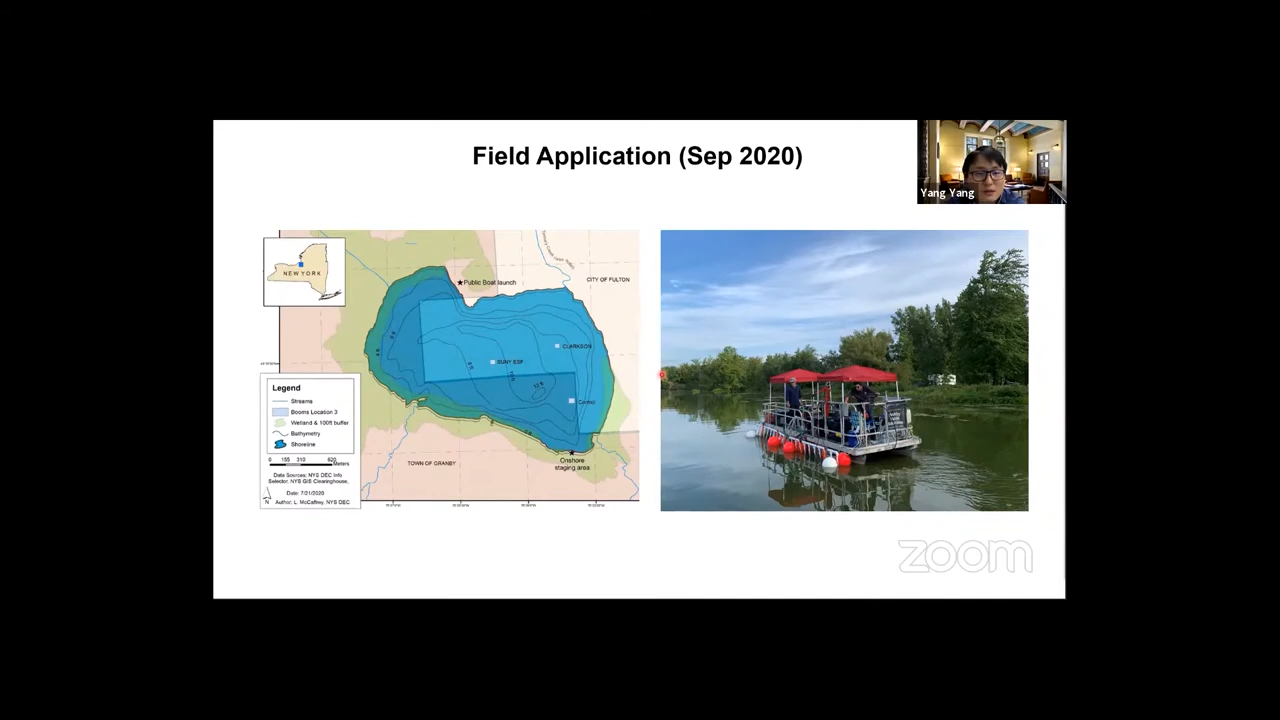 Field Application (Sep 2020)
Yang Yang
NEW YORK
Public Boat launch
CITY OF FULTON
CLARKSON
SUNY ESF
Control
TOWN OF GRANBY
Onshore
staging area
Legend
Streams
Booms Location 3
Wetland & 100ft buffer
Bathymetry
Shoreline
0 155 310 620
Meters
Data Sources: NYS DEC Info
Selector, NYS GIS Clearinghouse,
Date: 7/21/2020
N Author: L. McCaffrey, NYS DEC
zoom